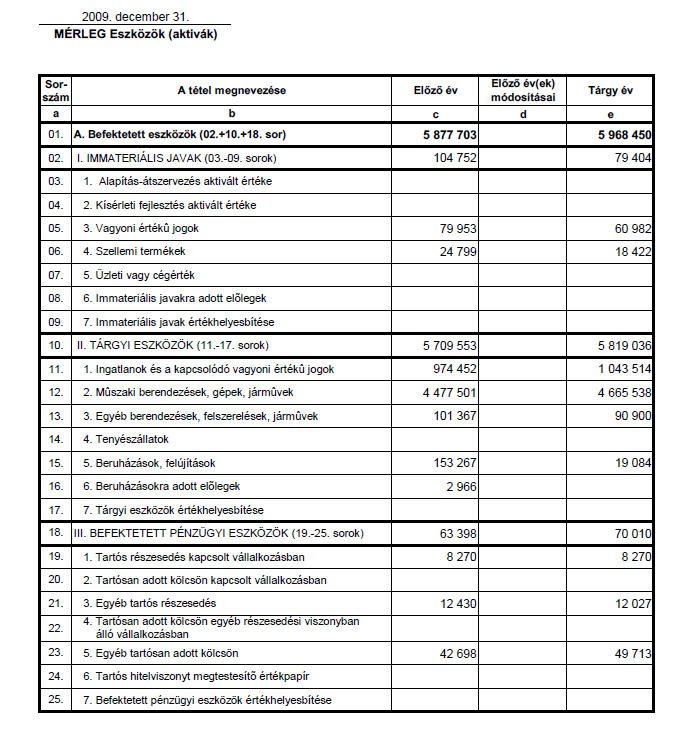 2009. december 31.
MÉRLEG Eszközök (aktivák)
Sor-szám A tétel megnevezése Előző év Előző év(ek) módosításai Tárgy év
a b c d e
01. A. Befektetett eszközök (02.+10.+18. sor) 5 877 703 5 968 450
02. I. IMMATERIÁLIS JAVAK (03.-09. sorok) 104 752 79 404
03. 1. Alapítás-átszervezés aktivált értéke
04. 2. Kísérleti fejlesztés aktivált értéke
05. 3. Vagyoni értékû jogok 79 953 60 982
06. 4. Szellemi termékek 24 799 18 422
07. 5. Üzleti vagy cégérték
08. 6. Immateriális javakra adott elõlegek
09. 7. Immateriális javak értékhelyesbítése
10. II. TÁRGYI ESZKÖZÖK (11.-17. sorok) 5 709 553 5 819 036
11. 1. Ingatlanok és a kapcsolódó vagyoni értékû jogok 974 452 1 043 514
12. 2. Mûszaki berendezések, gépek, jármûvek 4 477 501 4 665 538
13. 3. Egyéb berendezések, felszerelések, jármûvek 101 367 90 900
14. 4. Tenyészállatok
15. 5. Beruházások, felújítások 153 267 19 084
16. 6. Beruházásokra adott elõlegek 2 966
17. 7. Tárgyi eszközök értékhelyesbítése
18. III. BEFEKTETETT PÉNZÜGYI ESZKÖZÖK (19.-25. sorok) 63 398 70 010
19. 1. Tartós részesedés kapcsolt vállalkozásban 8 270 8 270
20. 2. Tartósan adott kölcsön kapcsolt vállalkozásban
21. 3. Egyéb tartós részesedés 12 430 12 027
22. 4. Tartósan adott kölcsön egyéb részesedési viszonyban
álló vállalkozásban
23. 5. Egyéb tartósan adott kölcsön 42 698 49 713
24. 6. Tartós hitelviszonyt megtestesítõ értékpapír
25. 7. Befektetett pénzügyi eszközök értékhelyesbítése